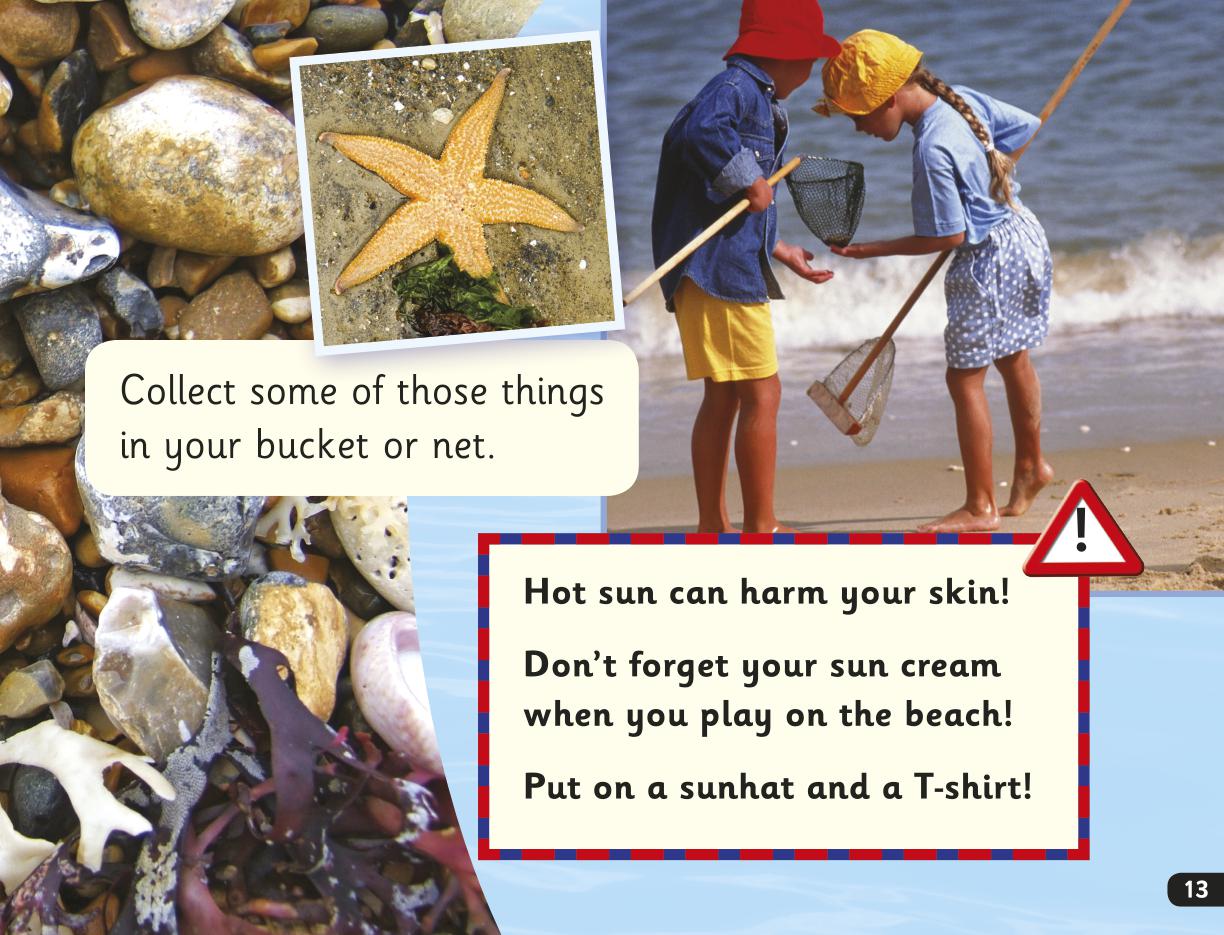 Collect some of those things
in your bucket or net.
!
Hot sun can harm your skin!
Don’t forget your sun cream
when you play on the beach!
Put on a sunhat and a T-shirt!
13